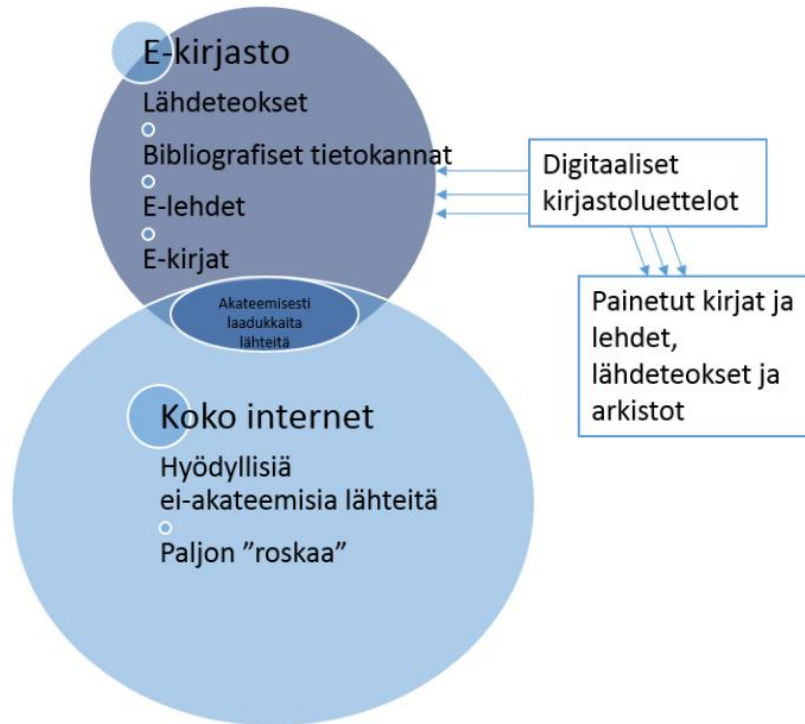 E-kirjasto
Lähdeteokset
Bibliografiset tietokannat
E-lehdet
E-kirjat
Akateemisesti
laadukkaita
lähteitä
Koko internet
Hyödyllisiä
ei-akateemisia lähteitä
Paljon ”roskaa”
Digitaaliset
kirjastoluettelot
Painetut kirjat ja
lehdet,
lähdeteokset ja
arkistot